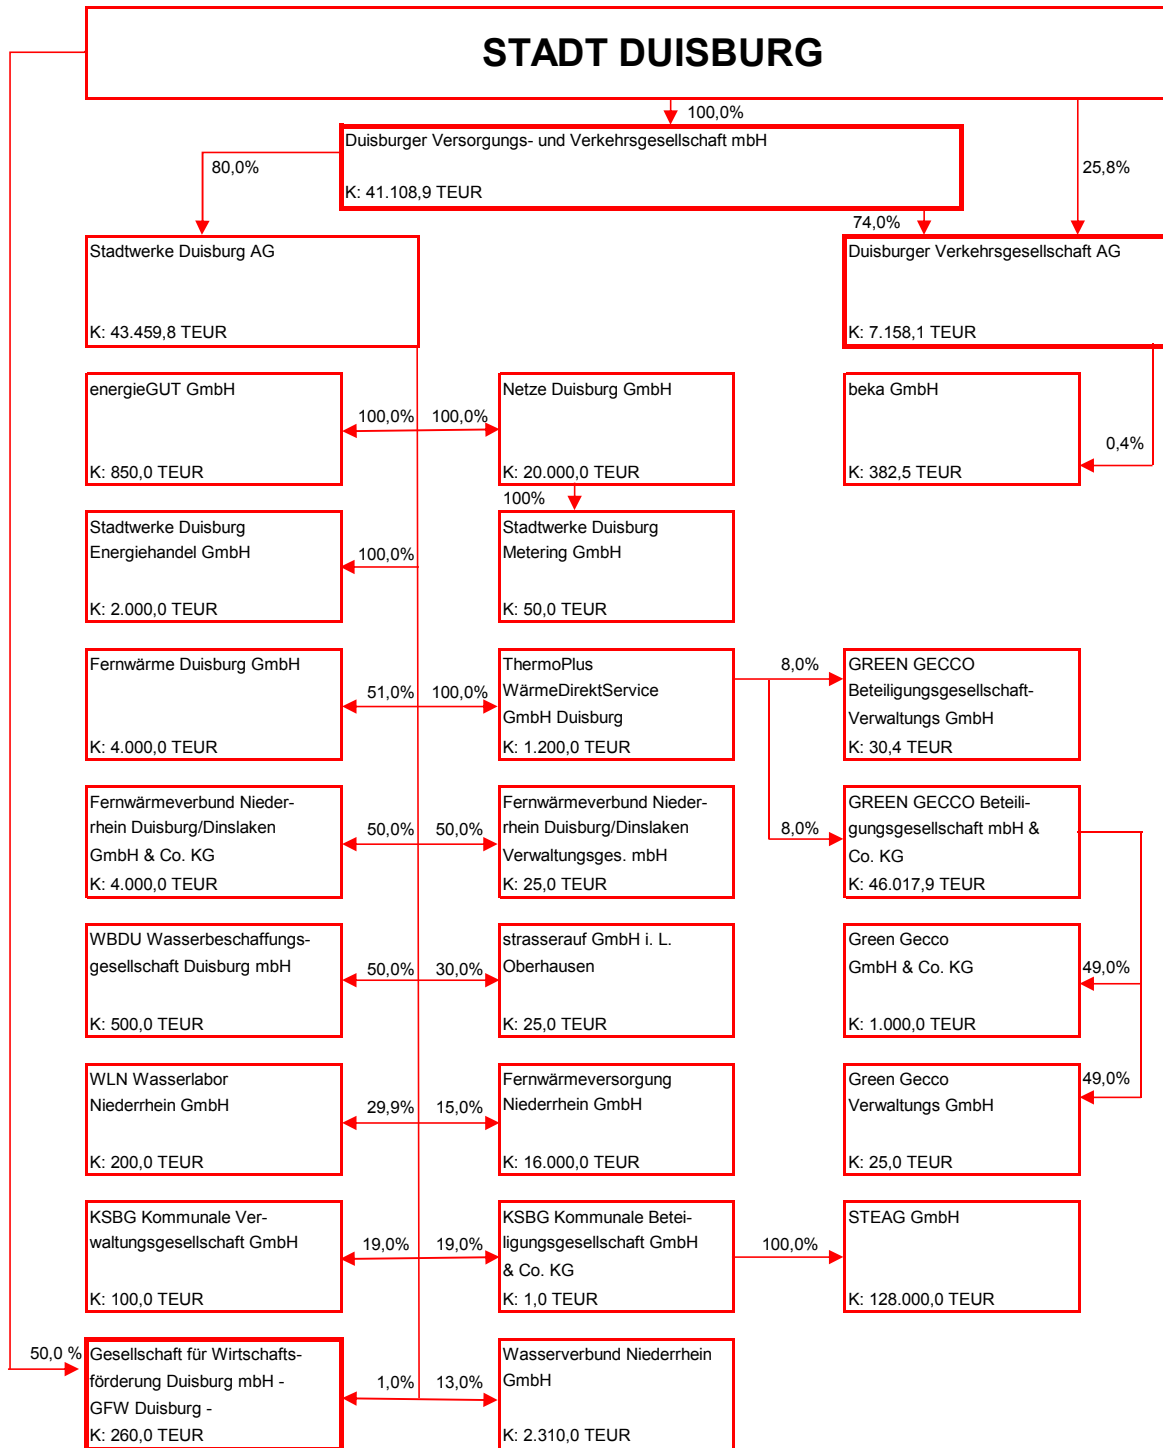 STADT DUISBURG
100,0%
Duisburger Versorgungs- und Verkehrsgesellschaft mbH
80,0%
25,8%
K: 41.108,9 TEUR
74,0%
Stadtwerke Duisburg AG
Duisburger Verkehrsgesellschaft AG
K: 43.459,8 TEUR
K: 7.158,1 TEUR
energieGUT GmbH
Netze Duisburg GmbH
beka GmbH
100,0%
100,0%
0,4%
K: 850,0 TEUR
K: 20.000,0 TEUR
K: 382,5 TEUR
100%
Stadtwerke Duisburg
Energiehandel GmbH
100,0%
K: 2.000,0 TEUR
Stadtwerke Duisburg
Metering GmbH
K: 50,0 TEUR
Fernwärme Duisburg GmbH
51,0%
100,0%
K: 4.000,0 TEUR
ThermoPlus
WärmeDirektService
GmbH Duisburg
K: 1.200,0 TEUR
8,0%
GREEN GECCO
Beteiligungsgesellschaft-
Verwaltungs GmbH
K: 30,4 TEUR
Fernwärmeverbund Nieder-
rhein Duisburg/Dinslaken
GmbH & Co. KG
K: 4.000,0 TEUR
50,0%
50,0%
Fernwärmeverbund Nieder-
rhein Duisburg/Dinslaken
Verwaltungsges. mbH
K: 25,0 TEUR
8,0%
GREEN GECCO Beteili-
gungsgesellschaft mbH &
Co. KG
K: 46.017,9 TEUR
WBDU Wasserbeschaffungs-
gesellschaft Duisburg mbH
K: 500,0 TEUR
50,0%
30,0%
strasserauf GmbH i. L.
Oberhausen
K: 25,0 TEUR
Green Gecco
GmbH & Co. KG
K: 1.000,0 TEUR
49,0%
WLN Wasserlabor
Niederrhein GmbH
K: 200,0 TEUR
29,9%
15,0%
Fernwärmeversorgung
Niederrhein GmbH
K: 16.000,0 TEUR
Green Gecco
Verwaltungs GmbH
K: 25,0 TEUR
49,0%
KSBG Kommunale Ver-
waltungsgesellschaft GmbH
K: 100,0 TEUR
19,0%
19,0%
KSBG Kommunale Betei-
ligungsgesellschaft GmbH
& Co. KG
K: 1,0 TEUR
100,0%
STEAG GmbH
K: 128.000,0 TEUR
50,0 %
Gesellschaft für Wirtschafts-
förderung Duisburg mbH -
GFW Duisburg -
K: 260,0 TEUR
1,0%
13,0%
Wasserverbund Niederrhein
GmbH
K: 2.310,0 TEUR